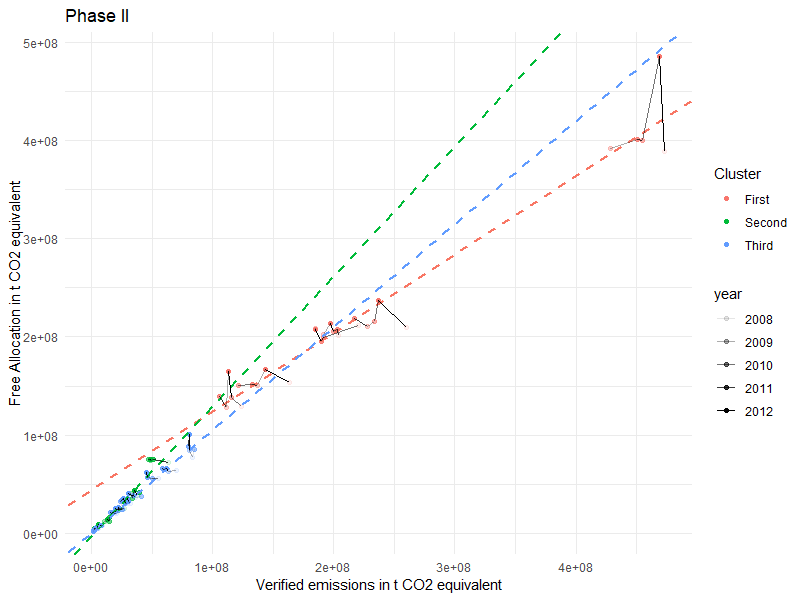 Phase II
Free Allocation in t CO2 equivalent
5e+08
4e+08
3e+08
2e+08
1e+08
0e+00
0e+00
1e+08
2e+08
3e+08
4e+08
Verified emissions in t CO2 equivalent
Cluster
First
Second
Third
year
2008
2009
2010
2011
2012